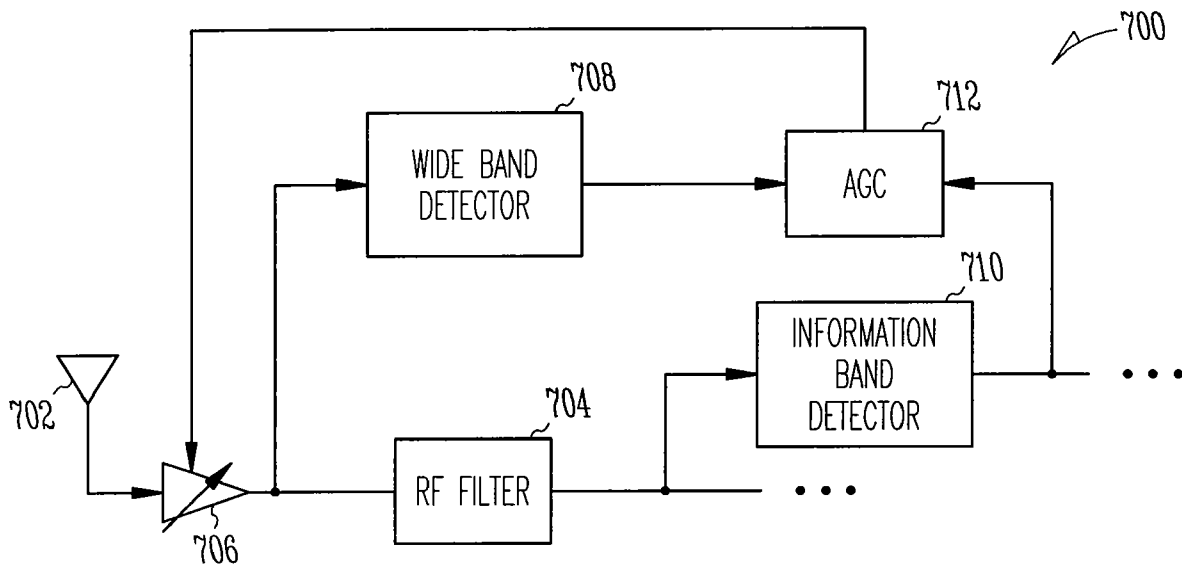 700
708
WIDE BAND
DETECTOR
712
AGC
710
INFORMATION
BAND
DETECTOR
702
704
RF FILTER
706